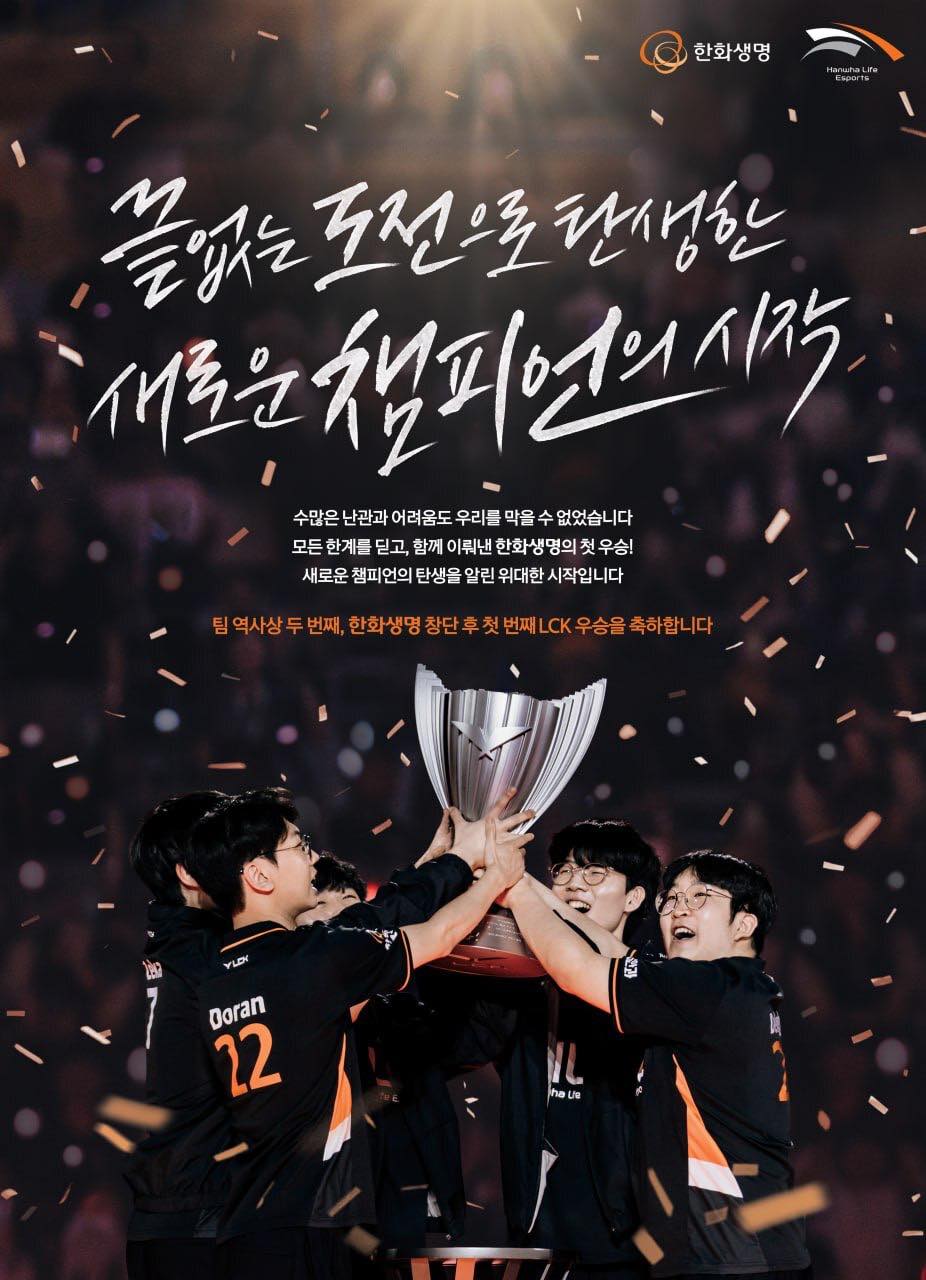 한화생명
Hanwha Life
Esports
끝없는 도전으로 탄생한
새로운 챔피언의 시작
수많은 난관과 어려움도 우리를 막을 수 없었습니다
모든 한계를 딛고, 함께 이뤄낸 한화생명의 첫 우승!
새로운 챔피언의 탄생을 알린 위대한 시작입니다
팀 역사상 두 번째, 한화생명 창단 후 첫 번째 LCK 우승을 축하합니다
LCK
Doran
22
7